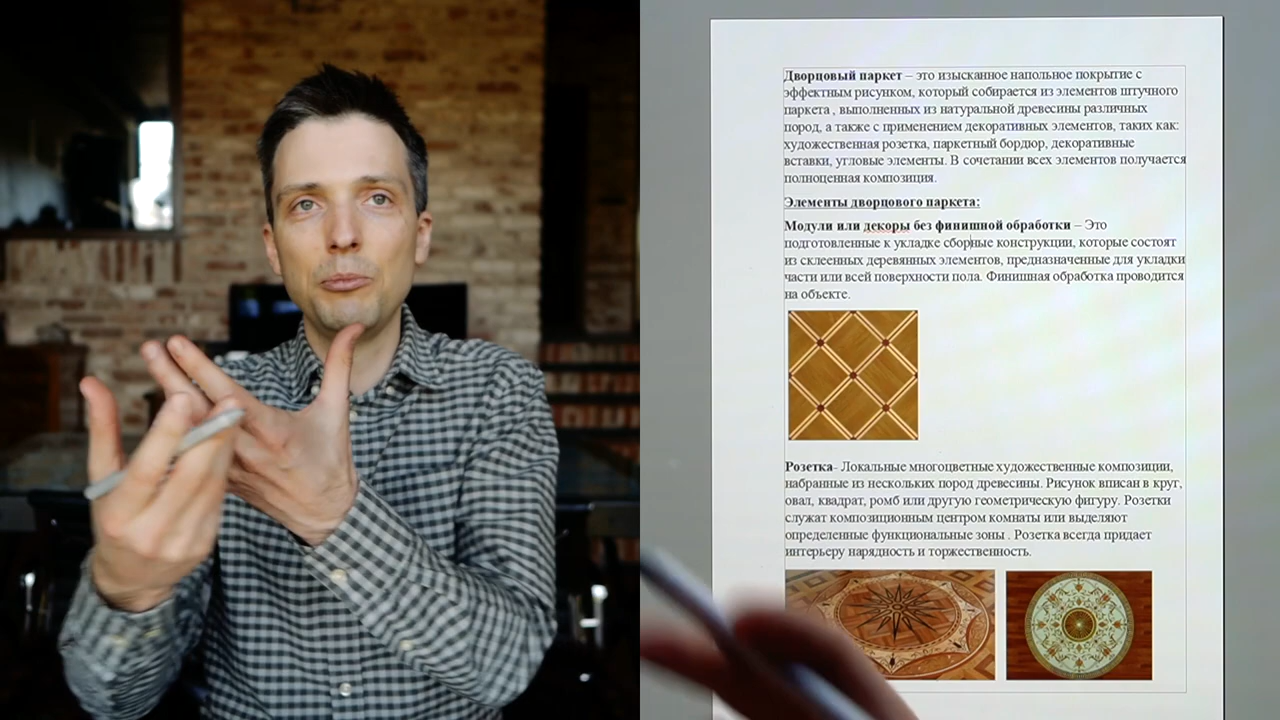 Дворцовый паркет – это изысканное напольное покрытие с
эффектным рисунком, который собирается из элементов штучного
паркета , выполненных из натуральной древесины различных
пород, а также с применением декоративных элементов, таких как:
художественная розетка, паркетный бордюр, декоративные
вставки, угловые элементы. В сочетании всех элементов получается
полноценная композиция.
Элементы дворцового паркета:
Модули или декоры без финишной обработки – Это
подготовленные к укладке сборные конструкции, которые состоят
из склеенных деревянных элементов, предназначенные для укладки
части или всей поверхности пола. Финишная обработка проводится
на объекте.
Розетка- Локальные многоцветные художественные композиции,
набранные из нескольких пород древесины. Рисунок вписан в круг,
овал, квадрат, ромб или другую геометрическую фигуру. Розетки
служат композиционным центром комнаты или выделяют
определенные функциональные зоны . Розетка всегда придает
интерьеру нарядность и торжественность.